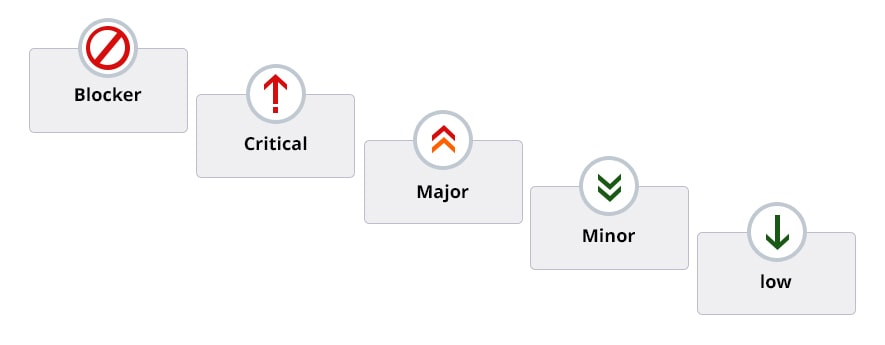 Blocker
Critical
Major
Minor
low